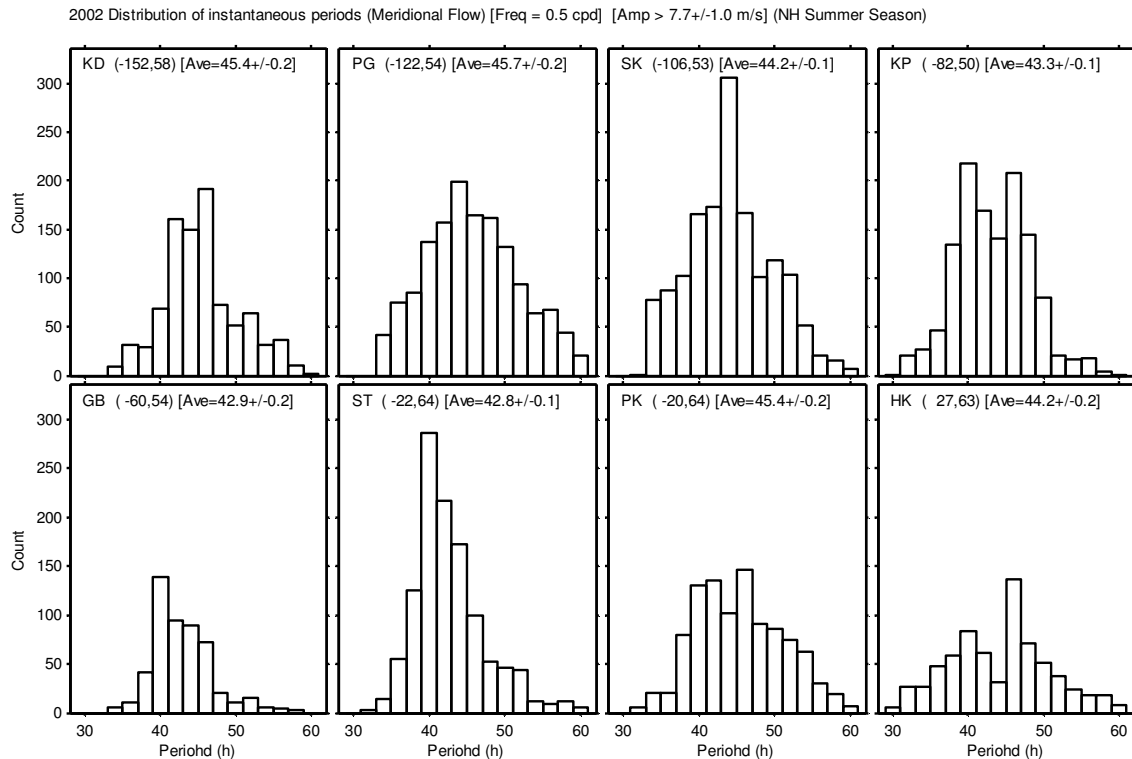 2002 Distribution of instantaneous periods (Meridional Flow) [Freq = 0.5 cpd] [Amp > 7.7+/-1.0 m/s] (NH Summer Season)
KD (-152,58) [Ave=45.4+/-0.2]
PG (-122,54) [Ave=45.7+/-0.2]
SK (-106,53) [Ave=44.2+/-0.1]
KP ( -82,50) [Ave=43.3+/-0.1]
300
250
200
150
100
50
0
Count
GB ( -60,54) [Ave=42.9+/-0.2]
ST ( -22,64) [Ave=42.8+/-0.1]
PK ( -20,64) [Ave=45.4+/-0.2]
HK ( 27,63) [Ave=44.2+/-0.2]
300
250
200
150
100
50
0
Count
30 40 50 60
30 40 50 60
30 40 50 60
30 40 50 60
Periohd (h)
Periohd (h)
Periohd (h)
Periohd (h)